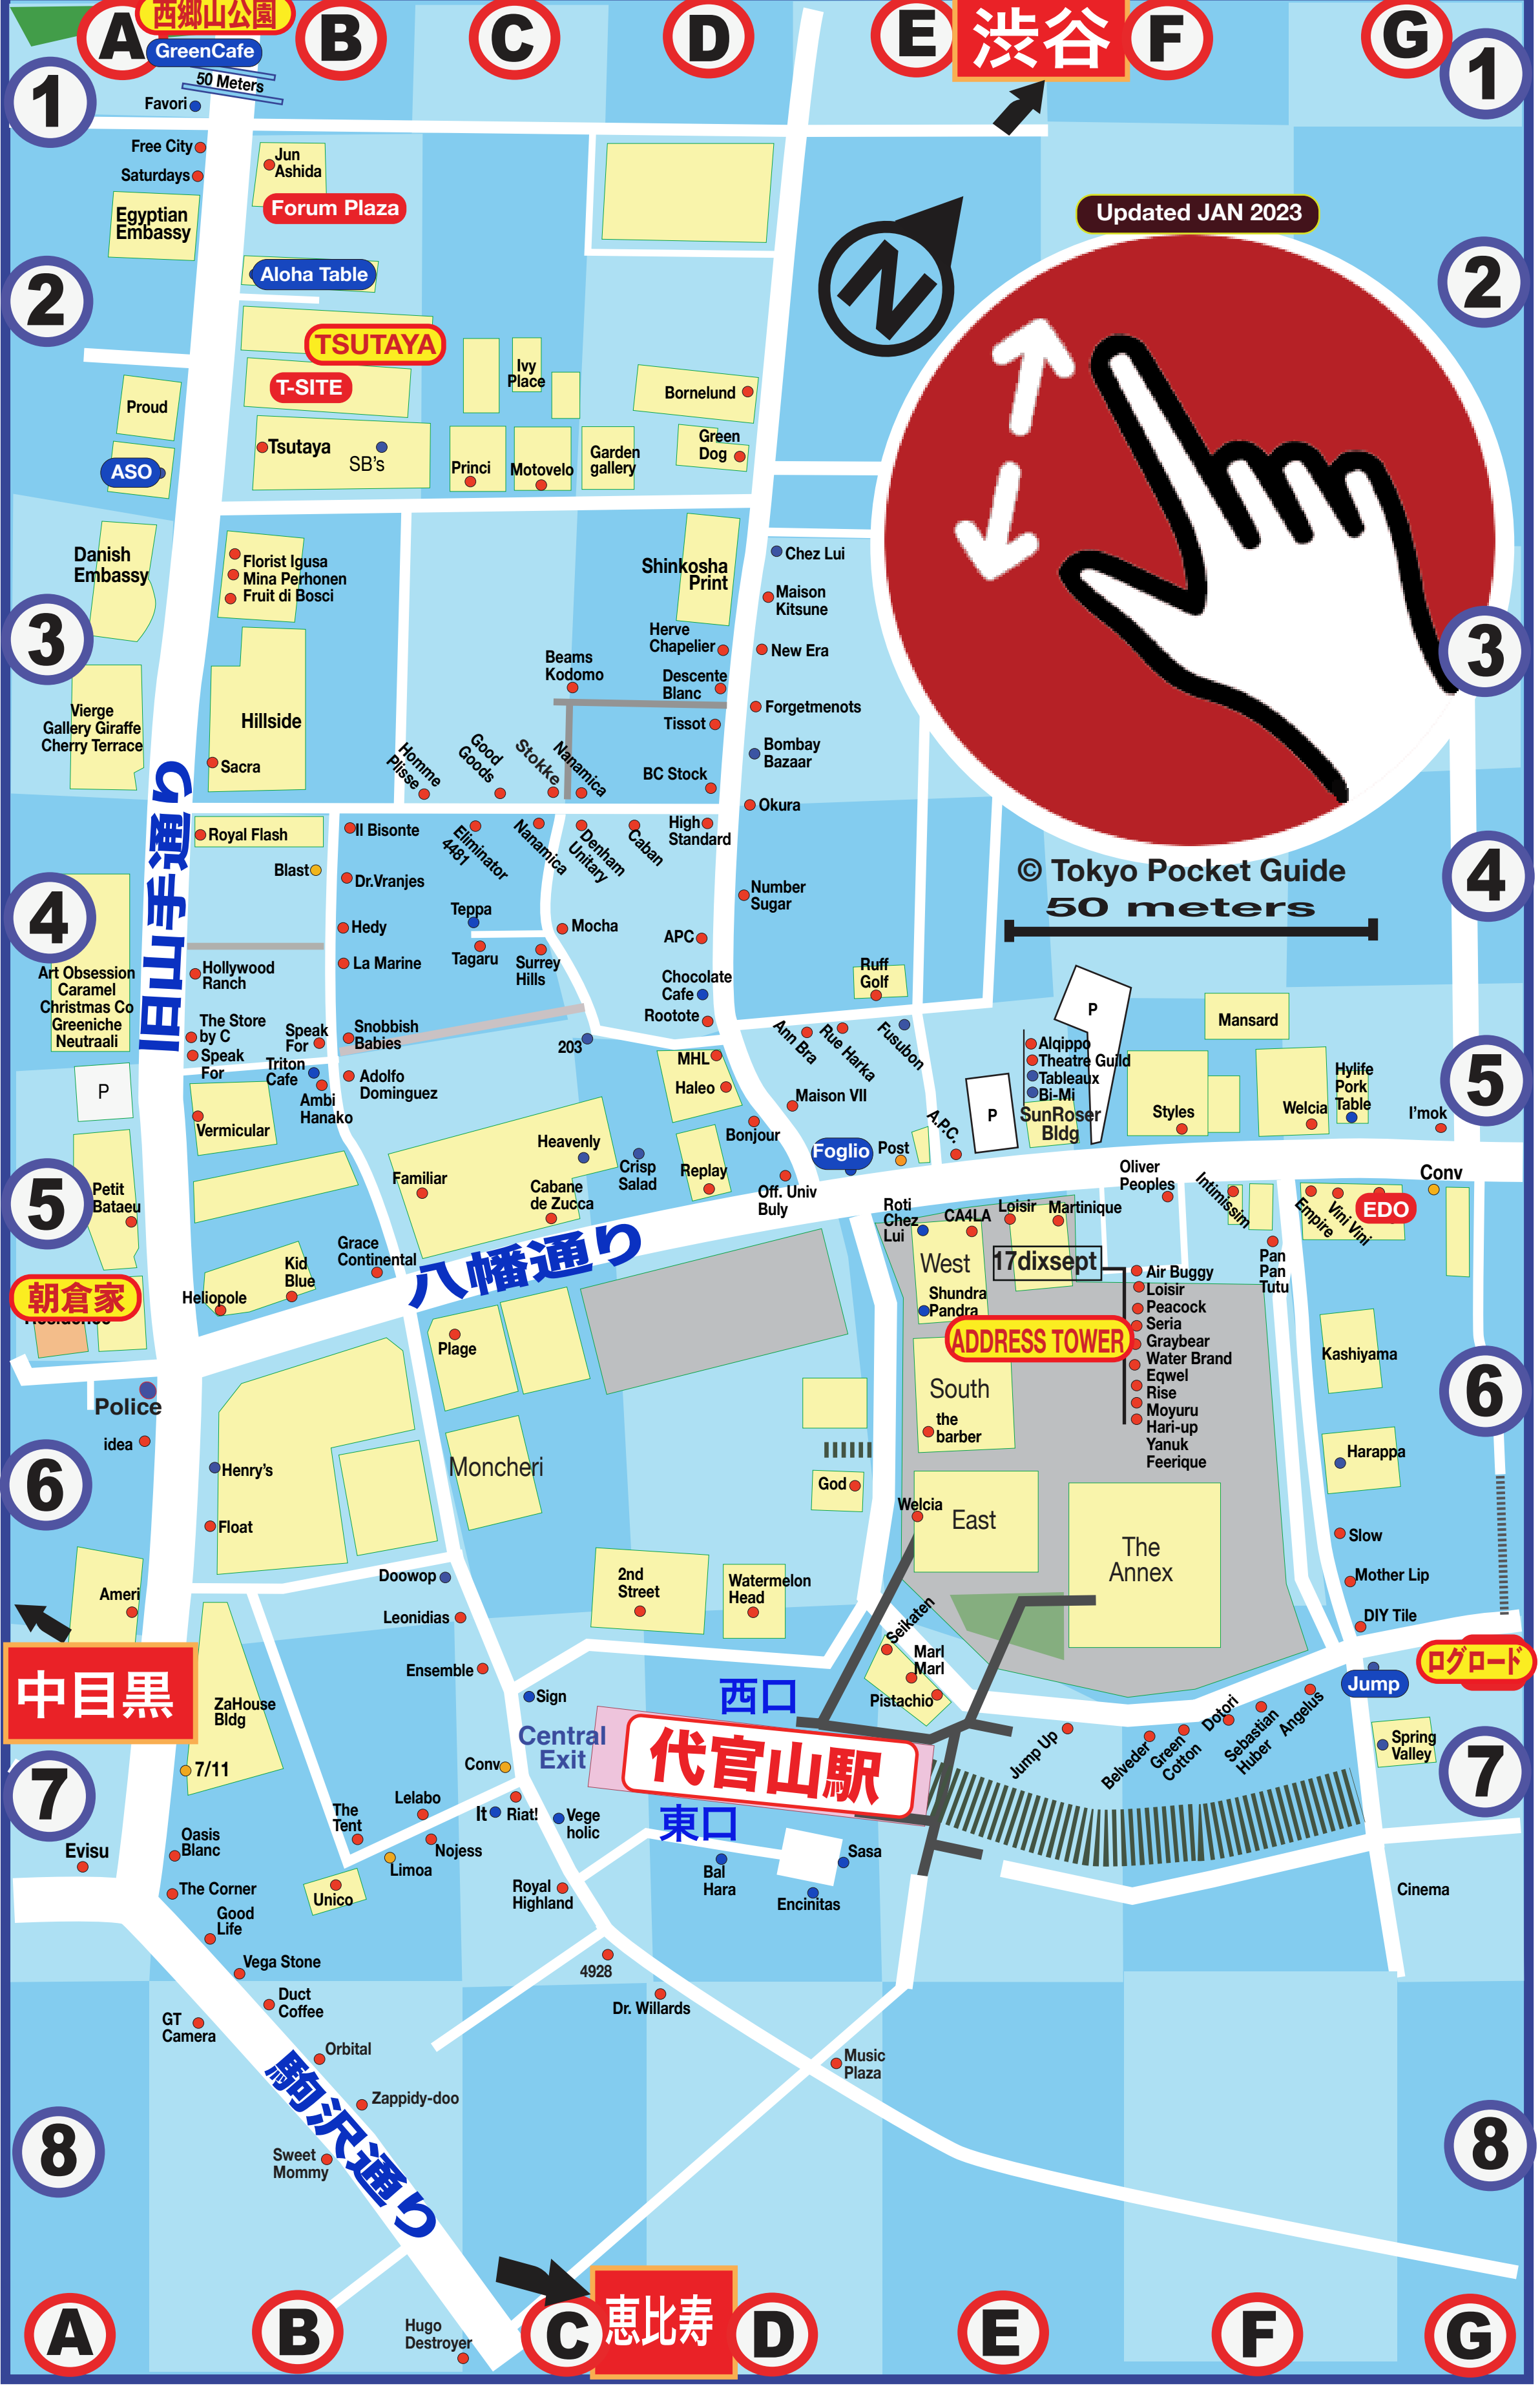 西郷山公園
渋谷
A
B
C
D
E
F
G
GreenCafe
50 Meters
1
1
Favori
Free City
Saturdays
Jun
Ashida
Forum Plaza
Egyptian
Embassy
Updated JAN 2023
N
2
2
Aloha Table
TSUTAYA
T-SITE
Ivy
Place
Bornelund
Proud
Tsutaya
SB's
Princi
Motovelo
Garden
gallery
Green
Dog
ASO
Danish
Embassy
Florist Igusa
Mina Perhonen
Fruit di Bosci
Shinkosha
Print
Chez Lui
Maison
Kitsune
3
3
Herve
Chapelier
New Era
Beams
Kodomo
Descente
Blanc
Forgetmenots
Vierge
Gallery Giraffe
Cherry Terrace
Hillside
Tissot
Bombay
Bazaar
Sacra
Homme
Plisse
Good
Goods
Stokke
Nanamica
BC Stock
Okura
旧山手通り
Royal Flash
Il Bisonte
Eliminator
4481
Nanamica
Denham
Unitary
Caban
High
Standard
Blast
Dr.Vranjes
Number
Sugar
© Tokyo Pocket Guide
50 meters
4
4
Teppa
Hedy
Mocha
APC
La Marine
Tagaru
Surrey
Hills
Art Obsession
Caramel
Christmas Co
Greeniche
Neutraali
Hollywood
Ranch
Chocolate
Cafe
Ruff
Golf
Rootote
P
Mansard
The Store
by C
Speak
For
Speak
For
Snobbish
Babies
203
Ann Bra
Rue Harka
Fusubon
Alqippo
Theatre Guild
Tableaux
Bi-Mi
SunRoser
Bldg
MHL
Haleo
Triton
Cafe
Ambi
Hanako
Adolfo
Dominguez
Maison VII
P
P
Styles
Welcia
Hylife
Pork
Table
I'mok
5
Vermicular
Heavenly
Bonjour
Foglio
Post
A.P.C.
Crisp
Salad
Replay
Familiar
Cabane
de Zucca
Off. Univ
Buly
Oliver
Peoples
Intimissim
Conv
5
Petit
Bataeu
Roti
Chez
Lui
CA4LA
Loisir
Martinique
Empire
Vini Vini
EDO
Grace
Continental
八幡通り
West
17dixsept
Pan
Pan
Tutu
Kid
Blue
Heliopole
朝倉家
Shundra
Pandra
ADDRESS TOWER
Air Buggy
Loisir
Peacock
Seria
Graybear
Water Brand
Eqwel
Rise
Moyuru
Hari-up
Yanuk
Feerique
Plage
Kashiyama
South
the
barber
6
Police
idea
Moncheri
Harappa
Henry's
6
God
Welcia
East
The
Annex
Float
Slow
Doowop
2nd
Street
Watermelon
Head
Mother Lip
Ameri
Leonidias
DIY Tile
Seikaten
Marl
Marl
Pistachio
ログロード
Ensemble
Jump
中目黒
ZaHouse
Bldg
Sign
西口
Central
Exit
代官山駅
Jump Up
Belveder
Green
Cotton
Dotori
Sebastian
Huber
Angelus
Spring
Valley
7
7
7/11
Conv
Lelabo
It
Riat!
Vege
holic
東口
The
Tent
Nojess
Limoa
Evisu
Oasis
Blanc
Sasa
Bal
Hara
Encinitas
The Corner
Unico
Royal
Highland
Cinema
Good
Life
Vega Stone
4928
Duct
Coffee
Dr. Willards
GT
Camera
Orbital
Music
Plaza
Zappidy-doo
駒沢通り
8
8
Sweet
Mommy
Hugo
Destroyer
恵比寿
A
B
C
D
E
F
G